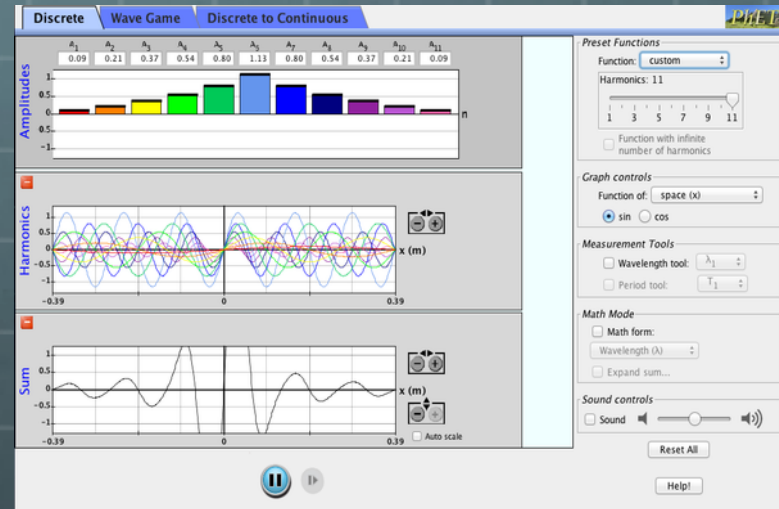 Discrete
Wave Game
Discrete to Continuous
PhET
A1 A2 A3 A4 A5 A6 A7 A8 A9 A10 A11
0.09 0.21 0.37 0.54 0.80 1.13 0.80 0.54 0.37 0.21 0.09
Amplitudes
1
0.5
0
0.5
-1
n
Harmonics
1
0.5
0
-0.5
-1
x (m)
-0.39 0 0.39
Sum
1
0.5
0
-0.5
-1
x (m)
-0.39 0 0.39
Auto scale
Preset Functions
Function: custom
Harmonics: 11
1 3 5 7 9 11
Function with infinite
number of harmonics
Graph controls
Function of: space (x)
sin cos
Measurement Tools
Wavelength tool: λ1
Period tool: T1
Math Mode
Math form:
Wavelength (λ)
Expand sum...
Sound controls
Sound
Reset All
Help!